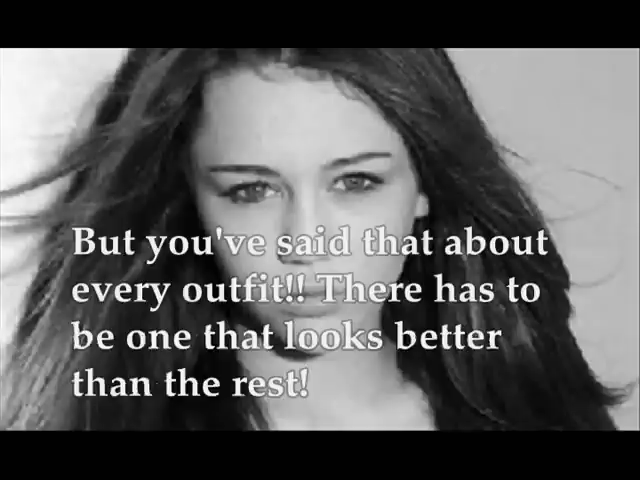 But you've said that about
every outfit!! There has to
be one that looks better
than the rest!